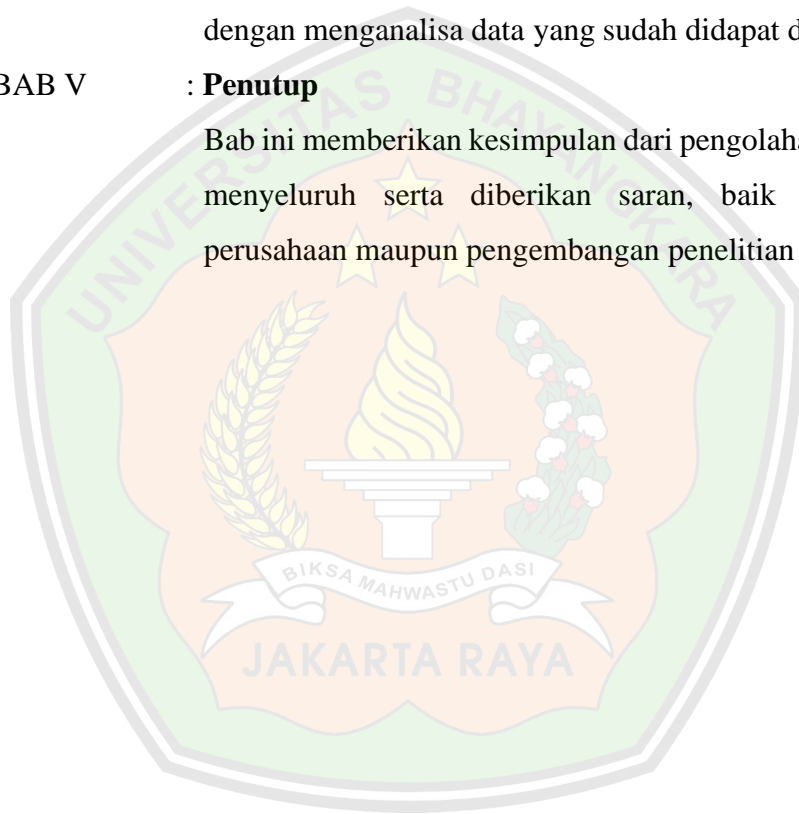 dengan menganalisa data yang sudah didapat
BAB V : Penutup
Bab ini memberikan kesimpulan dari
menyeluruh serta diberikan saran, baik
perusahaan maupun pengembangan penelitian
UNIVERSITAS BHAYANGKARA
BIKSA MAHWASTU DASI
JAKARTA RAYA